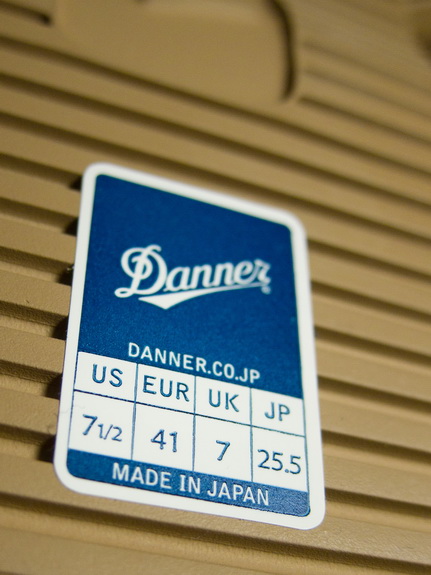 Danner
DANNER.CO.JP
US EUR UK JP
7 1/2 41 7 25.5
MADE IN JAPAN